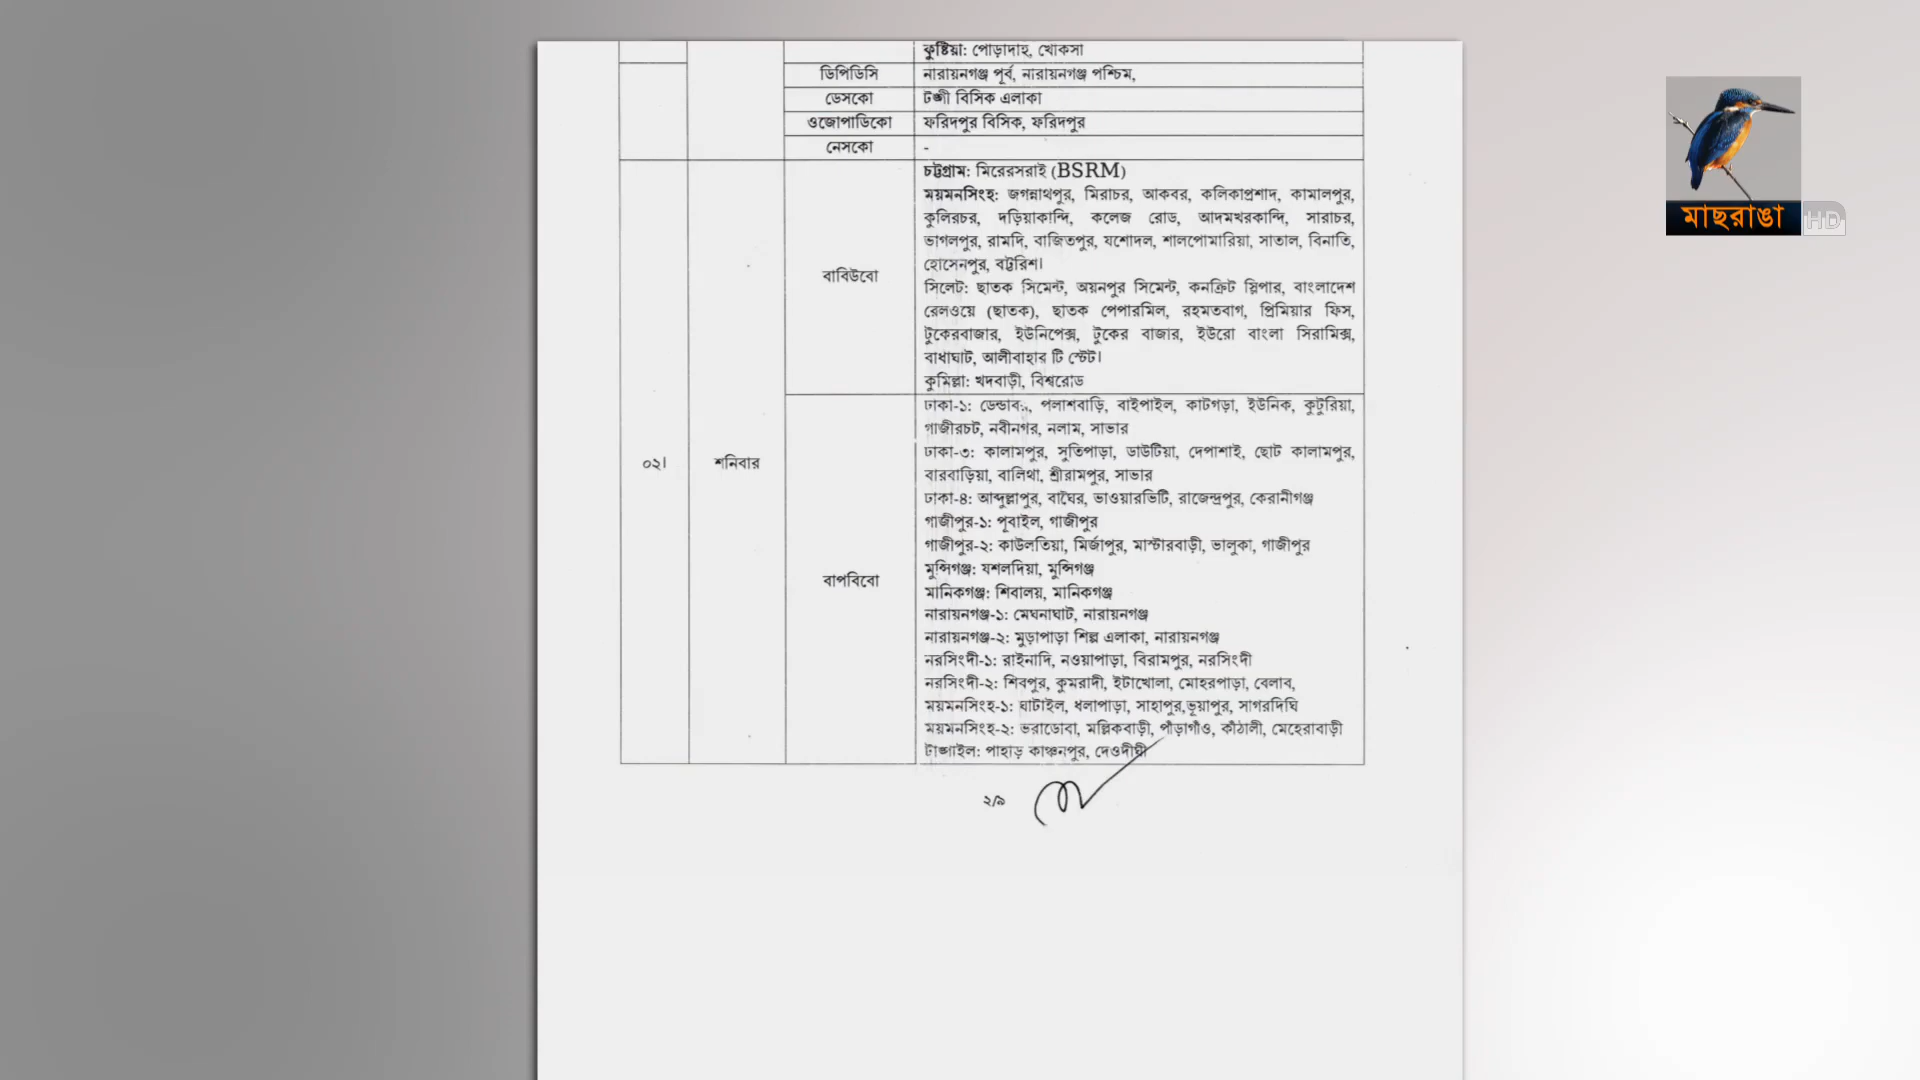 কুষ্টিয়া: পোড়াদাহ, খোকসা
ডিপিডিসি নারায়নগঞ্জ পূর্ব, নারায়নগঞ্জ পশ্চিম,
ডেসকো টঙ্গী বিসিক এলাকা
ওজোপাডিকো ফরিদপুর বিসিক, ফরিদপুর
নেসকো -
চট্টগ্রাম: মিরেরসরাই (BSRM)
ময়মনসিংহ: জগন্নাথপুর, মিরাচর, আকবর, কলিকাপ্রশাদ, কামালপুর,
কুলিরচর, দড়িয়াকান্দি, কলেজ রোড, আদমখরকান্দি, সারাচর,
ভাগলপুর, রামদি, বাজিতপুর, যশোদল, শালপোমারিয়া, সাতাল, বিনাতি,
হোসেনপুর, বট্টরিশ।
বাবিউবো
সিলেট: ছাতক সিমেন্ট, অয়নপুর সিমেন্ট, কনক্রিট স্লিপার, বাংলাদেশ
রেলওয়ে (ছাতক), ছাতক পেপারমিল, রহমতবাগ, প্রিমিয়ার ফিস,
টুকেরবাজার, ইউনিপেক্স, টুকের বাজার, ইউরো বাংলা সিরামিক্স,
বাধাঘাট, আলীবাহার টি স্টেট।
কুমিল্লা: খদবাড়ী, বিশ্বরোড
ঢাকা-১: পলাশবাড়ি, বাইপাইল, কাটগড়া, ইউনিক, কুটুরিয়া,
গাজীরচট, নবীনগর, নলাম, সাভার
ঢাকা-৩: কালামপুর, সুতিপাড়া, ডাউটিয়া, দেপাশাই, ছোট কালামপুর,
০২। শনিবার
বারবাড়িয়া, বালিথা, শ্রীরামপুর, সাভার
ঢাকা-৪: আব্দুল্লাপুর, বাঘৈর, ভাওয়ারভিটি, রাজেন্দ্রপুর, কেরানীগঞ্জ
গাজীপুর-১: পূবাইল, গাজীপুর
গাজীপুর-২: কাউলতিয়া, মির্জাপুর, মাস্টারবাড়ী, ভালুকা, গাজীপুর
মুন্সিগঞ্জ: যশলদিয়া, মুন্সিগঞ্জ
বাপবিবো
মানিকগঞ্জ: শিবালয়, মানিকগঞ্জ
নারায়নগঞ্জ-১: মেঘনাঘাট, নারায়নগঞ্জ
নারায়নগঞ্জ-২: মুড়াপাড়া শিল্প এলাকা, নারায়নগঞ্জ
নরসিংদী-১: রাইনাদি, নওয়াপাড়া, বিরামপুর, নরসিংদী
নরসিংদী-২: শিবপুর, কুমরাদী, ইটাখোলা, মোহরপাড়া, বেলাব,
ময়মনসিংহ-১: ঘাটাইল, ধলাপাড়া, সাহাপুর,ভূয়াপুর, সাগরদিঘি
ময়মনসিংহ-২: ভরাডোবা, মল্লিকবাড়ী, পাঁড়াগাঁও, কাঁঠালী, মেহেরাবাড়ী
টাঙ্গাইল: পাহাড় কাঞ্চনপুর, দেওদীঘী
২/৯
মাছরাঙা HD